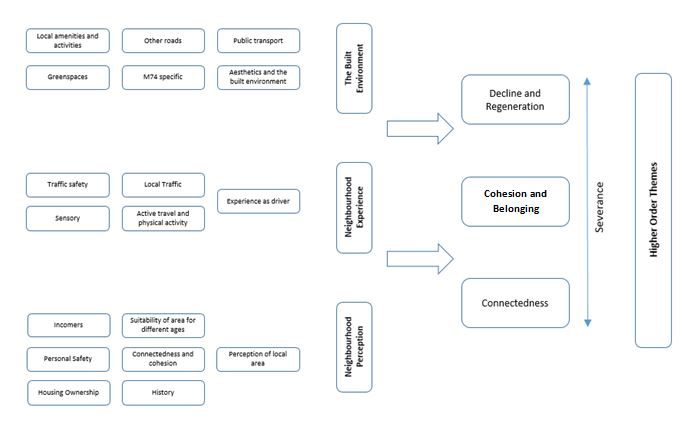 Local amenities and
activities
Other roads
Public transport
Greenspaces
M74 specific
Aesthetics and the
built environment
The Built
Environment
Traffic safety
Local Traffic
Experience as driver
Sensory
Active travel and
physical activity
Neighbourhood
Experience
Incomers
Suitability of area for
different ages
Personal Safety
Connectedness and
cohesion
Perception of local
area
Housing Ownership
History
Neighbourhood
Perception
Decline and
Regeneration
Cohesion and
Belonging
Connectedness
Severance
Higher Order Themes